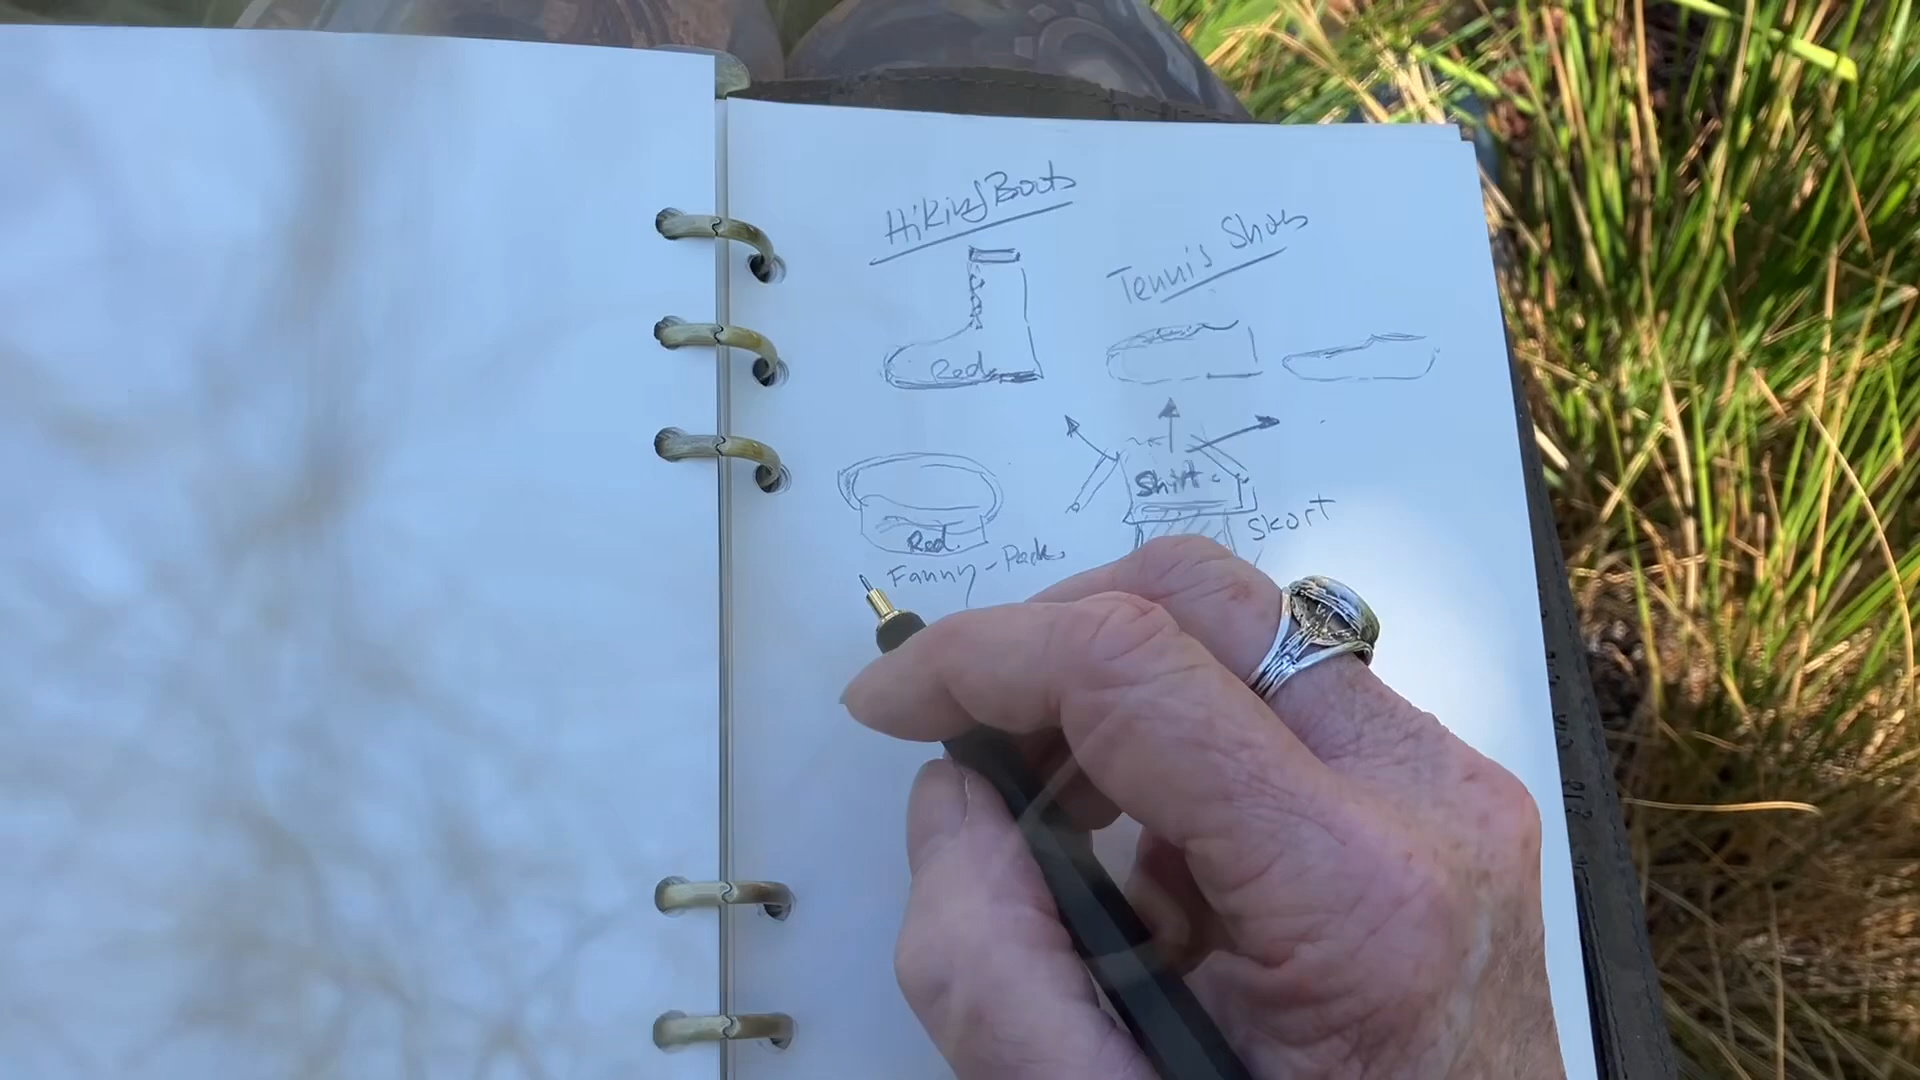 Hiking Boots
Tennis Shoes
Red
Shirt
Skort
Red
Fanny-Pack